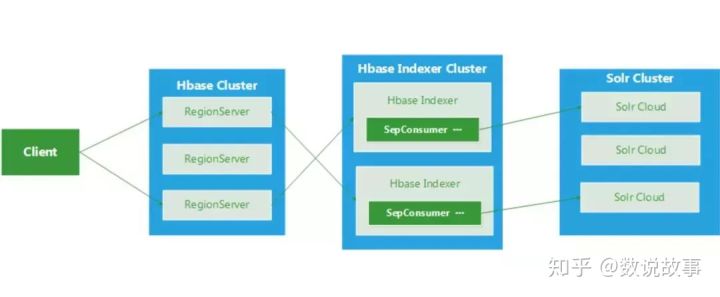 Client
Hbase Cluster
RegionServer
RegionServer
RegionServer
Hbase Indexer Cluster
Hbase Indexer
SepConsumer ···
Hbase Indexer
SepConsumer ···
Solr Cluster
Solr Cloud
Solr Cloud
Solr Cloud
知乎 @数说故事